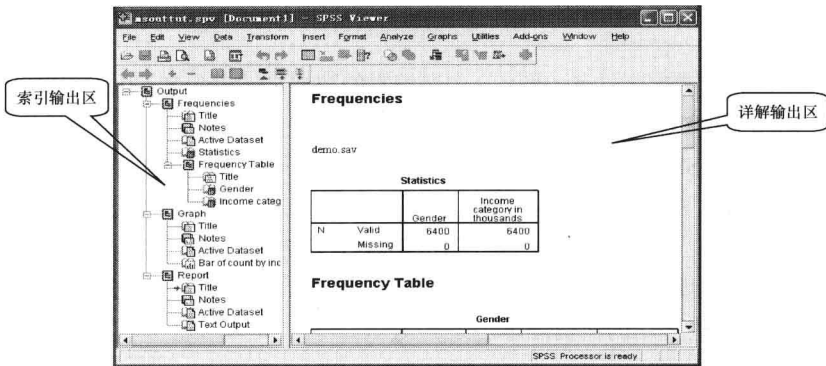 msouttut.spv [Document1] - SPSS Viewer
File Edit View Data Transform Insert Format Analyze Graphs Utilities Add-ons Window Help
索引输出区
Output
Frequencies
Title
Notes
Active Dataset
Statistics
Frequency Table
Title
Gender
Income categ
Graph
Title
Notes
Active Dataset
Bar of count by inc
Report
Title
Notes
Active Dataset
Text Output
详解输出区
Frequencies
demo.sav
Statistics
Gender Income category in thousands
N Valid 6400 6400
Missing 0 0
Frequency Table
Gender
SPSS Processor is ready